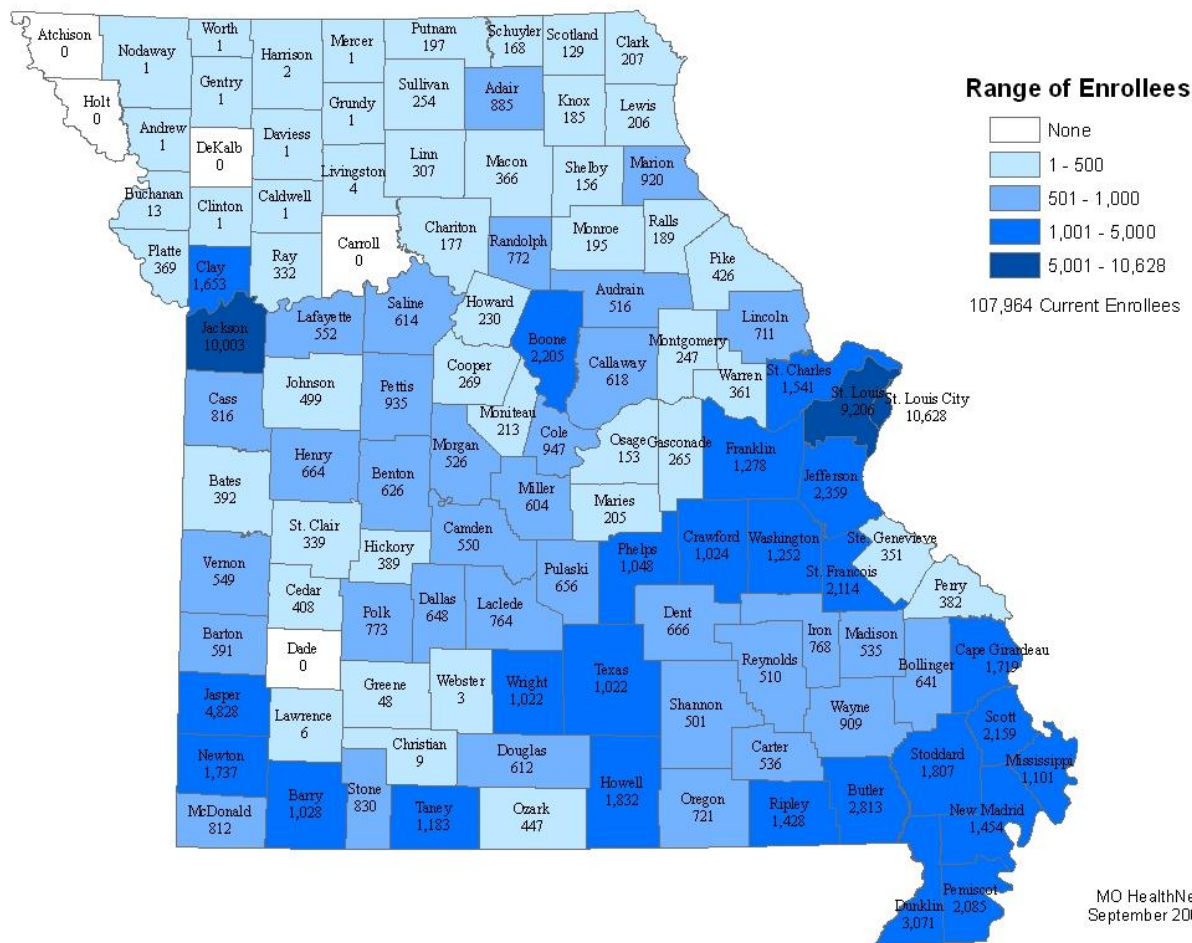 Atchison
0
Nodaway
1
Worth
1
Harrison
2
Mercer
1
Putnam
197
Schuyler
168
Scotland
129
Clark
207
Holt
0
Gentry
1
Sullivan
254
Adair
885
Knox
185
Lewis
206
Grundy
1
Andrew
1
DeKalb
0
Daviess
1
Livingston
4
Linn
307
Macon
366
Shelby
156
Marion
920
Buchanan
13
Clinton
1
Caldwell
1
Carroll
0
Chariton
177
Randolph
772
Monroe
195
Ralls
189
Pike
426
Platte
369
Clay
1,653
Ray
332
Jackson
10,003
Lafayette
552
Saline
614
Howard
230
Boone
2,205
Audrain
516
Callaway
618
Montgomery
247
Lincoln
711
Warren
361
St. Charles
1,541
St. Louis
9,206
St. Louis City
10,628
Cass
816
Johnson
499
Pettis
935
Cooper
269
Moniteau
213
Cole
947
Osage
153
Gasconade
265
Franklin
1,278
Jefferson
2,359
Bates
392
Henry
664
Benton
626
Morgan
526
Miller
604
Maries
205
St. Clair
339
Hickory
389
Camden
550
Pulaski
656
Phelps
1,048
Crawford
1,024
Washington
1,252
St. Francois
2,114
Ste. Genevieve
351
Perry
382
Vernon
549
Cedar
408
Polk
773
Dallas
648
Laclede
764
Dent
666
Iron
768
Madison
535
Bollinger
641
Cape Girardeau
1,719
Barton
591
Dade
0
Greene
48
Webster
3
Wright
1,022
Texas
1,022
Reynolds
510
Shannon
501
Wayne
909
Scott
2,159
Jasper
4,828
Lawrence
6
Christian
9
Douglas
612
Howell
1,832
Carter
536
Stoddard
1,807
Mississippi
1,101
Newton
1,737
Barry
1,028
Stone
830
Taney
1,183
Ozark
447
Oregon
721
Ripley
1,428
Butler
2,813
New Madrid
1,454
McDonald
812
Dunklin
3,071
Pemiscot
2,085
Range of Enrollees
None
1 - 500
501 - 1,000
1,001 - 5,000
5,001 - 10,628
107,964 Current Enrollees
MO HealthNe
September 20